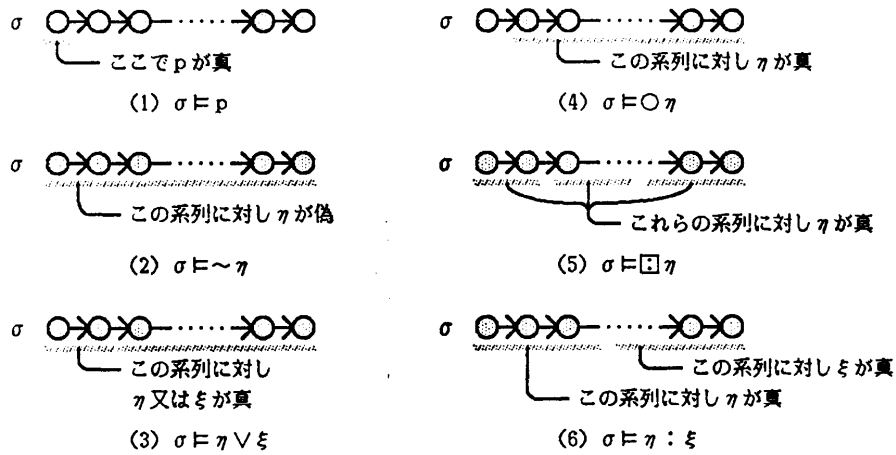 σ
ここでpが真
(1) σ⊨p
σ
この系列に対しηが偽
(2) σ⊨~η
σ
この系列に対し
η又はξが真
(3) σ⊨η∨ξ
σ
この系列に対しηが真
(4) σ⊨○η
σ
これらの系列に対しηが真
(5) σ⊨⊡η
σ
この系列に対しξが真
この系列に対しηが真
(6) σ⊨η:ξ